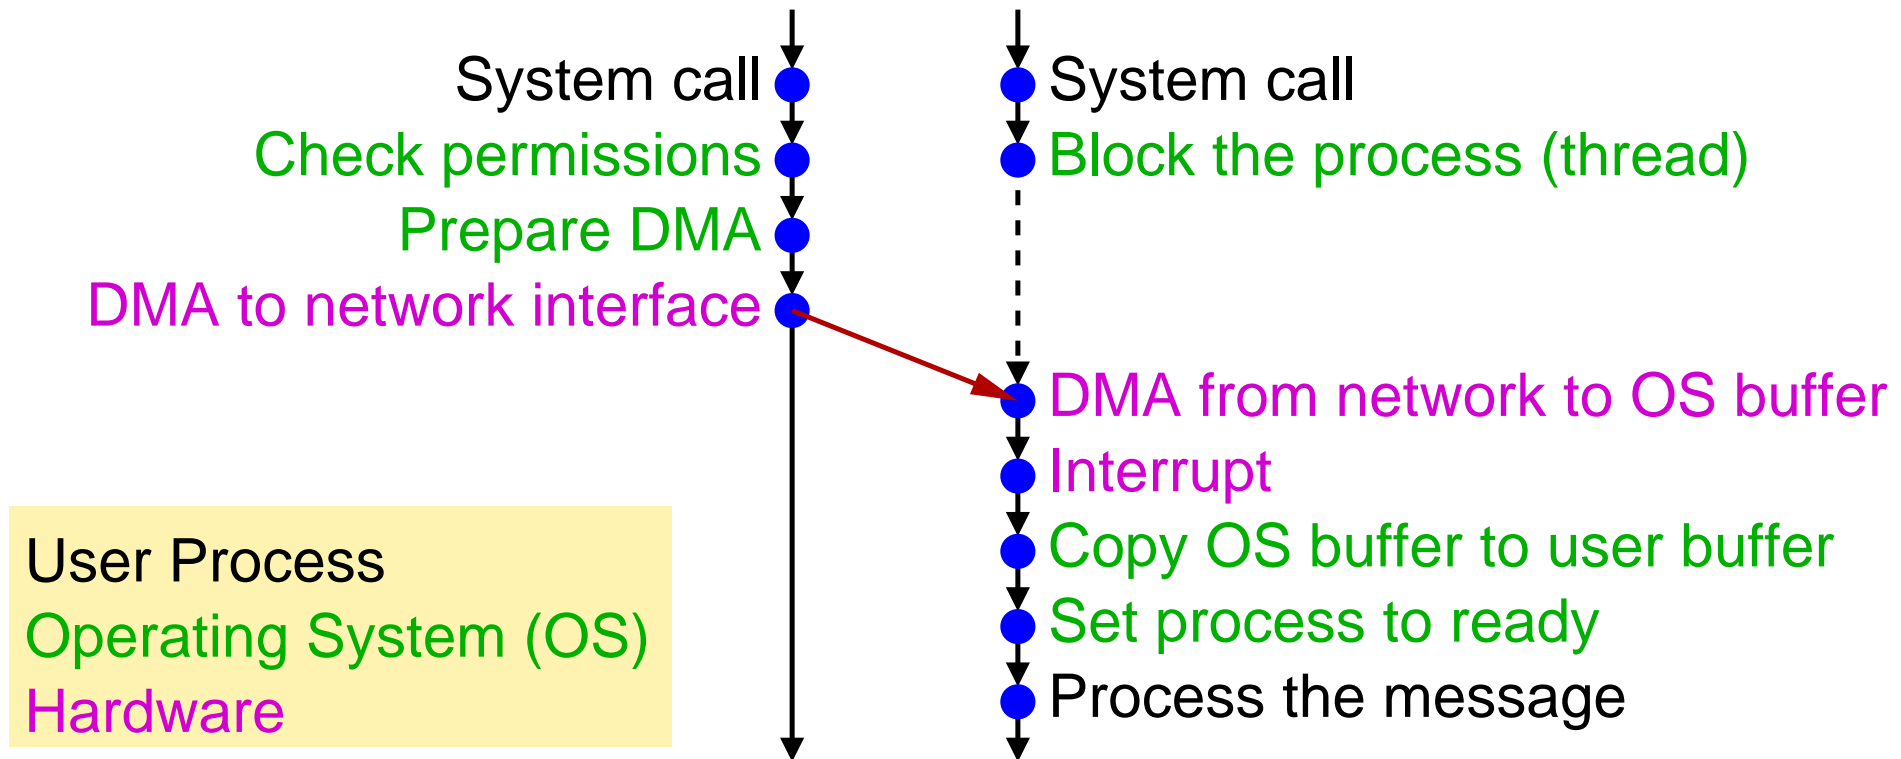 System call
Check permissions
Prepare DMA
DMA to network interface
System call
Block the process (thread)
DMA from network to OS buffer
Interrupt
Copy OS buffer to user buffer
Set process to ready
Process the message
User Process
Operating System (OS)
Hardware